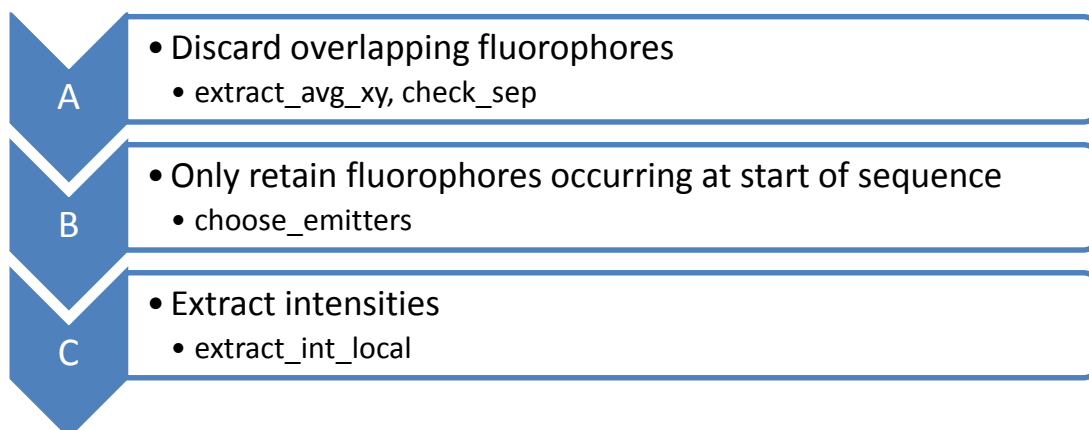 A
• Discard overlapping fluorophores
• extract_avg_xy, check_sep
B
• Only retain fluorophores occurring at start of sequence
• choose_emitters
C
• Extract intensities
• extract_int_local